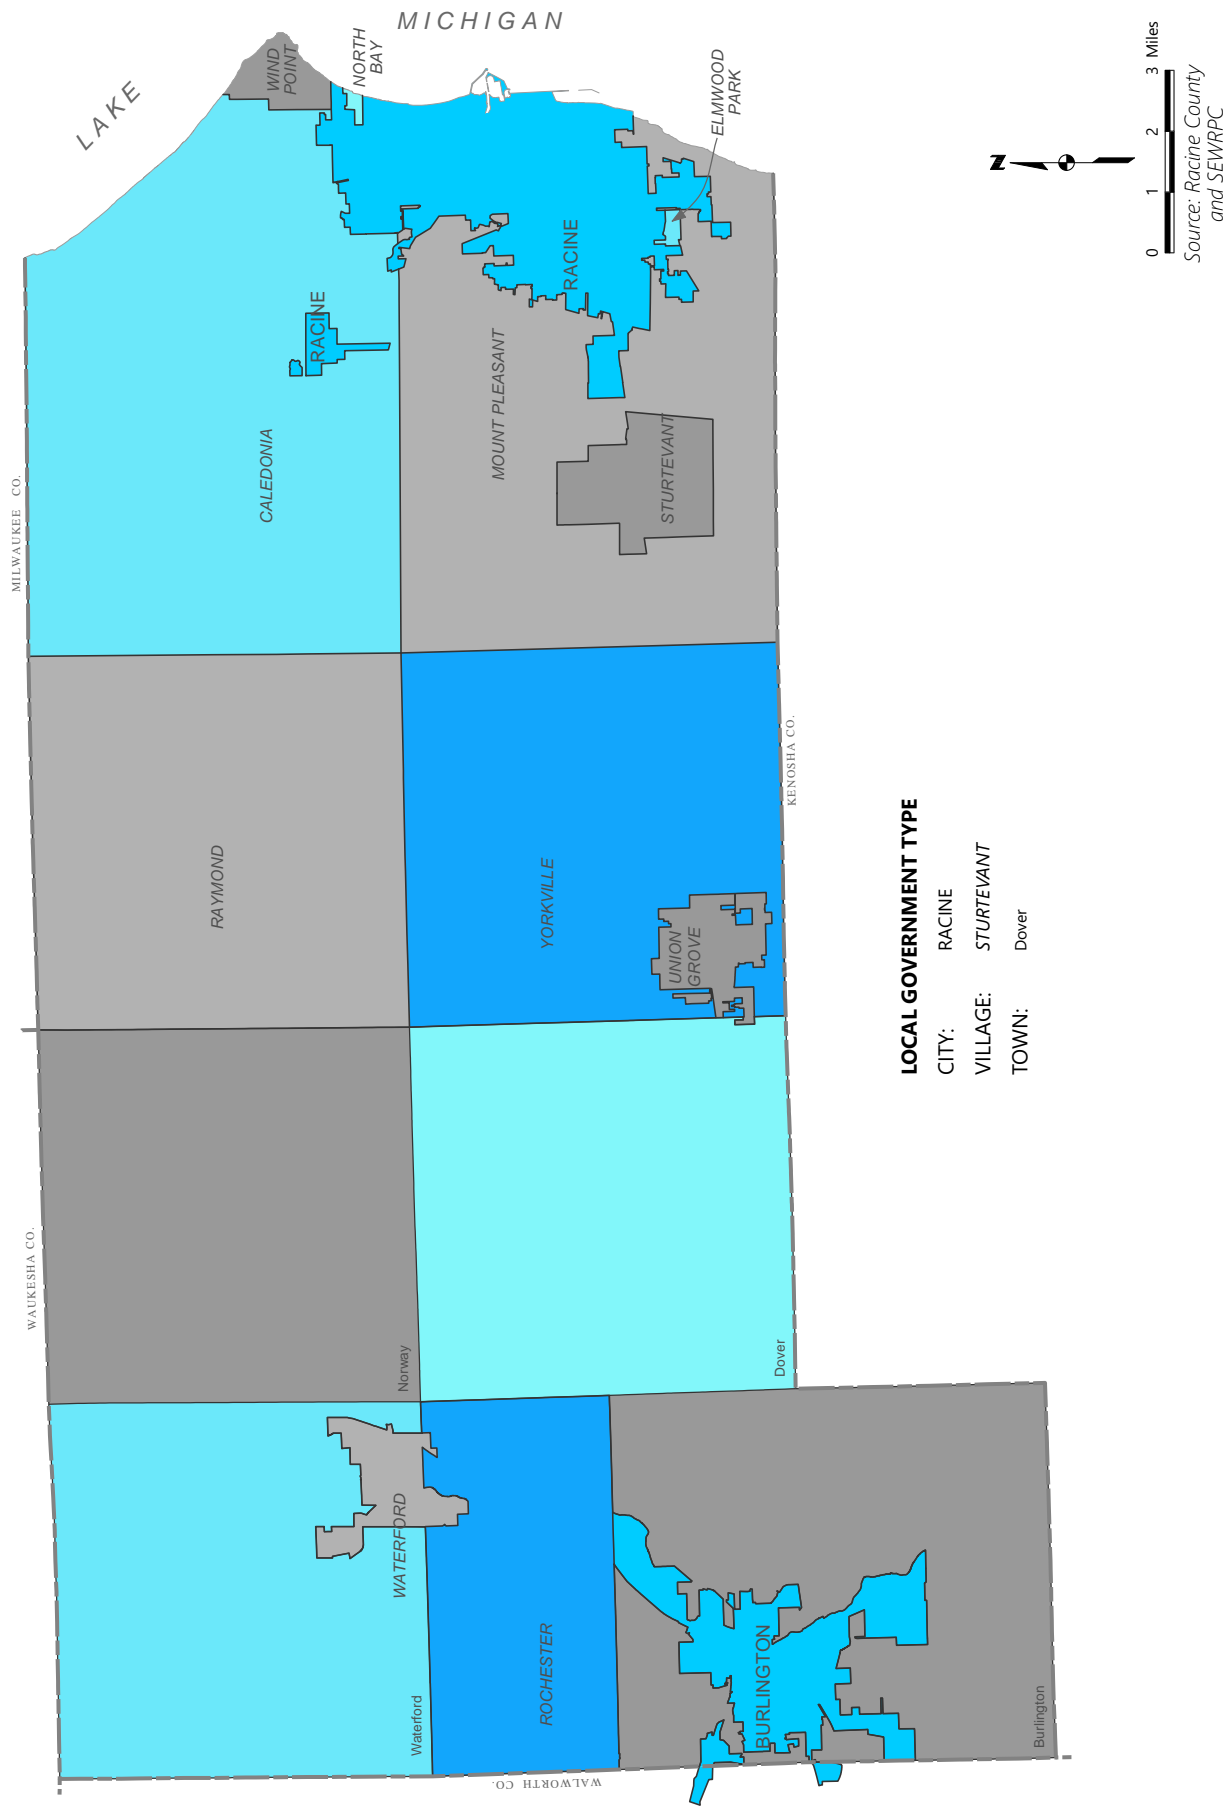 LAKE
MICHIGAN
WIND
POINT
NORTH
BAY
ELMWOOD
PARK
RACINE
RACINE
CALEDONIA
MOUNT PLEASANT
STURTEVANT
MILWAUKEE CO.
RAYMOND
YORKVILLE
UNION
GROVE
KENOSHA CO.
WAUKESHA CO.
Norway
Dover
WATERFORD
Waterford
ROCHESTER
BURLINGTON
Burlington
WALWORTH CO.
LOCAL GOVERNMENT TYPE
CITY: RACINE
VILLAGE: STURTEVANT
TOWN: Dover
N
0 1 2 3 Miles
Source: Racine County
and SEWRPC